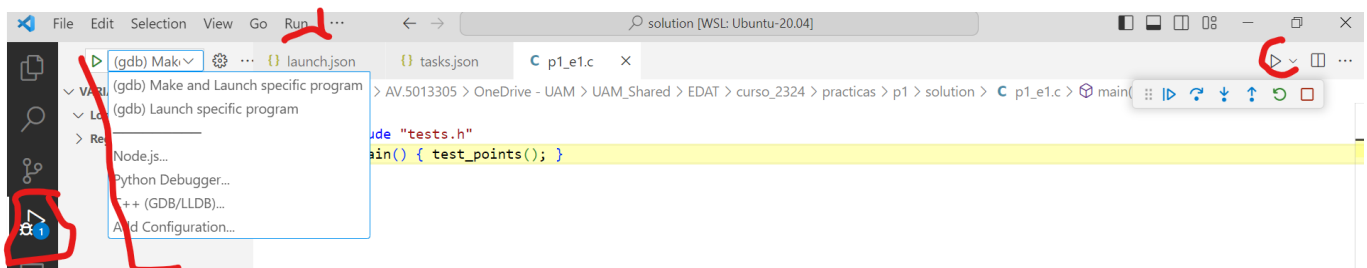 File Edit Selection View Go Run ··· solution [WSL: Ubuntu-20.04]
(gdb) Mak ··· {} launch.json {} tasks.json C p1_e1.c
(gdb) Make and Launch specific program > AV.5013305 > OneDrive - UAM > UAM_Shared > EDAT > curso_2324 > practicas > p1 > solution > C p1_e1.c > main(
(gdb) Launch specific program
ude "tests.h"
Node.js... ain() { test_points(); }
Python Debugger...
C++ (GDB/LLDB)...
Add Configuration...
1